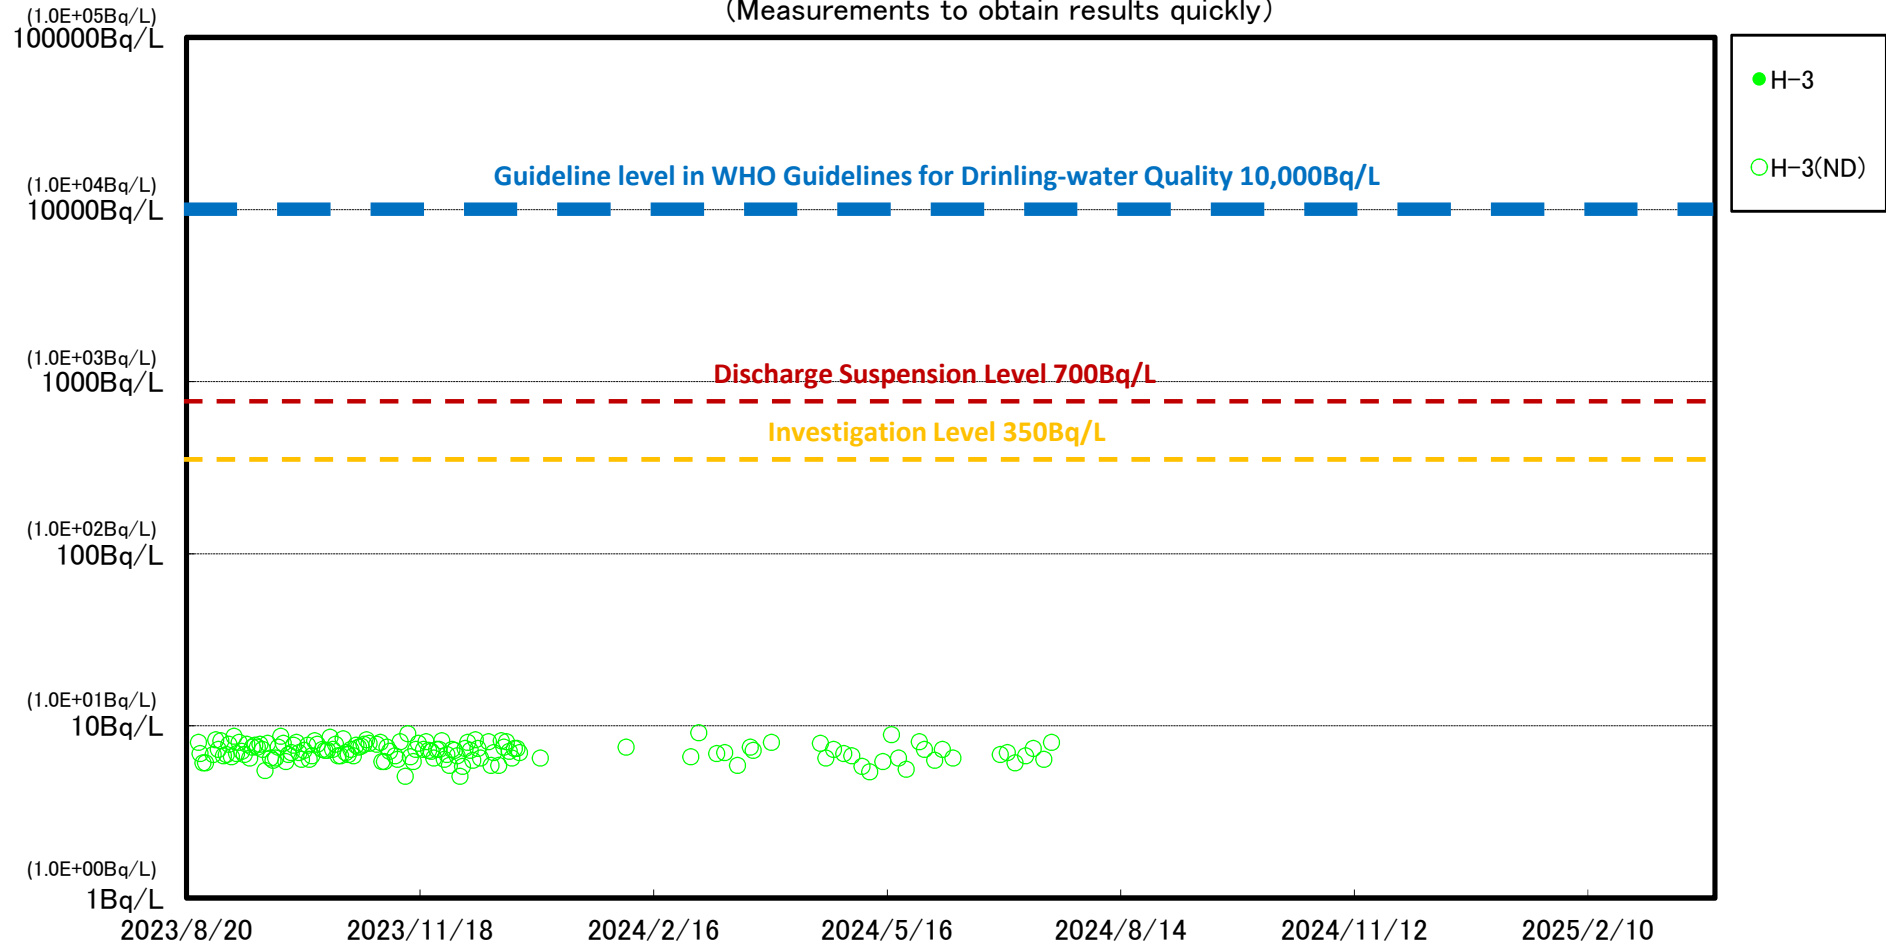 (Measurements to obtain results quickly)
(1.0E+05Bq/L)
100000Bq/L
H-3
H-3(ND)
Guideline level in WHO Guidelines for Drinling-water Quality 10,000Bq/L
(1.0E+04Bq/L)
10000Bq/L
(1.0E+03Bq/L)
1000Bq/L
Discharge Suspension Level 700Bq/L
Investigation Level 350Bq/L
(1.0E+02Bq/L)
100Bq/L
(1.0E+01Bq/L)
10Bq/L
(1.0E+00Bq/L)
1Bq/L
2023/8/20 2023/11/18 2024/2/16 2024/5/16 2024/8/14 2024/11/12 2025/2/10